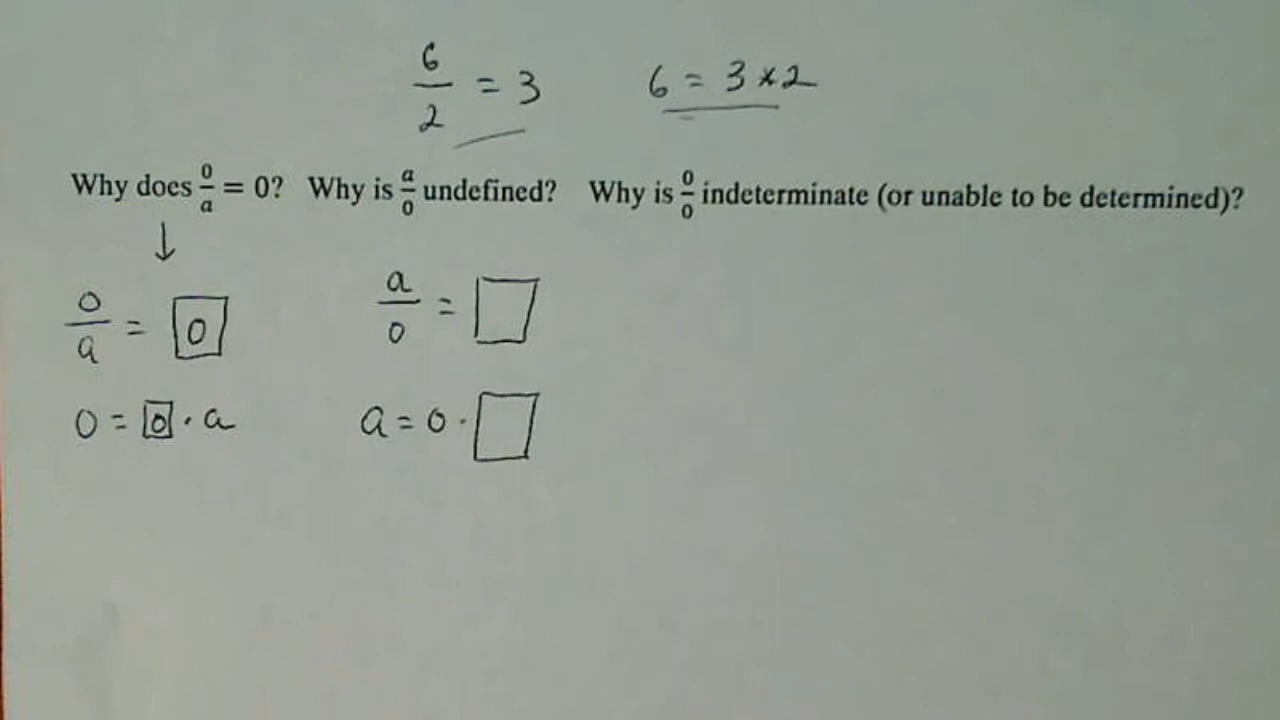 6/2 = 3 6 = 3 × 2
Why does 0/a = 0? Why is a/0 undefined? Why is 0/0 indeterminate (or unable to be determined)?
↓
0/a = 0 a/0 = □
0 = 0 · a a = 0 · □